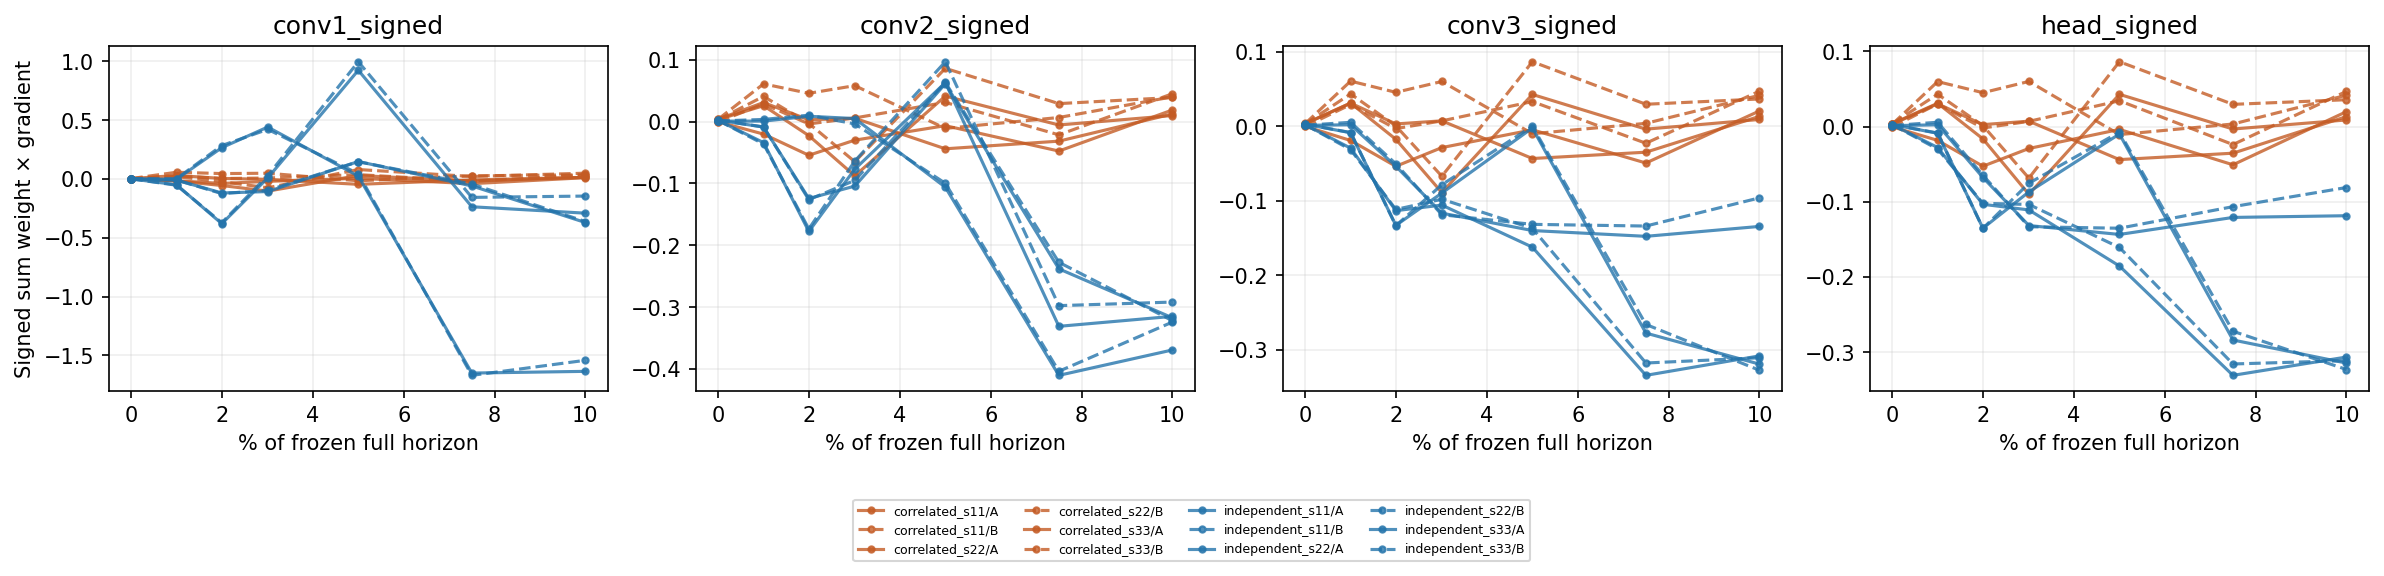 conv1_signed
conv2_signed
conv3_signed
head_signed
Signed sum weight × gradient
1.0
0.5
0.0
−0.5
−1.0
−1.5
0.1
0.0
−0.1
−0.2
−0.3
−0.4
0.1
0.0
−0.1
−0.2
−0.3
0.1
0.0
−0.1
−0.2
−0.3
0 2 4 6 8 10
0 2 4 6 8 10
0 2 4 6 8 10
0 2 4 6 8 10
% of frozen full horizon
% of frozen full horizon
% of frozen full horizon
% of frozen full horizon
correlated_s11/A
correlated_s11/B
correlated_s22/A
correlated_s22/B
correlated_s33/A
correlated_s33/B
independent_s11/A
independent_s11/B
independent_s22/A
independent_s22/B
independent_s33/A
independent_s33/B